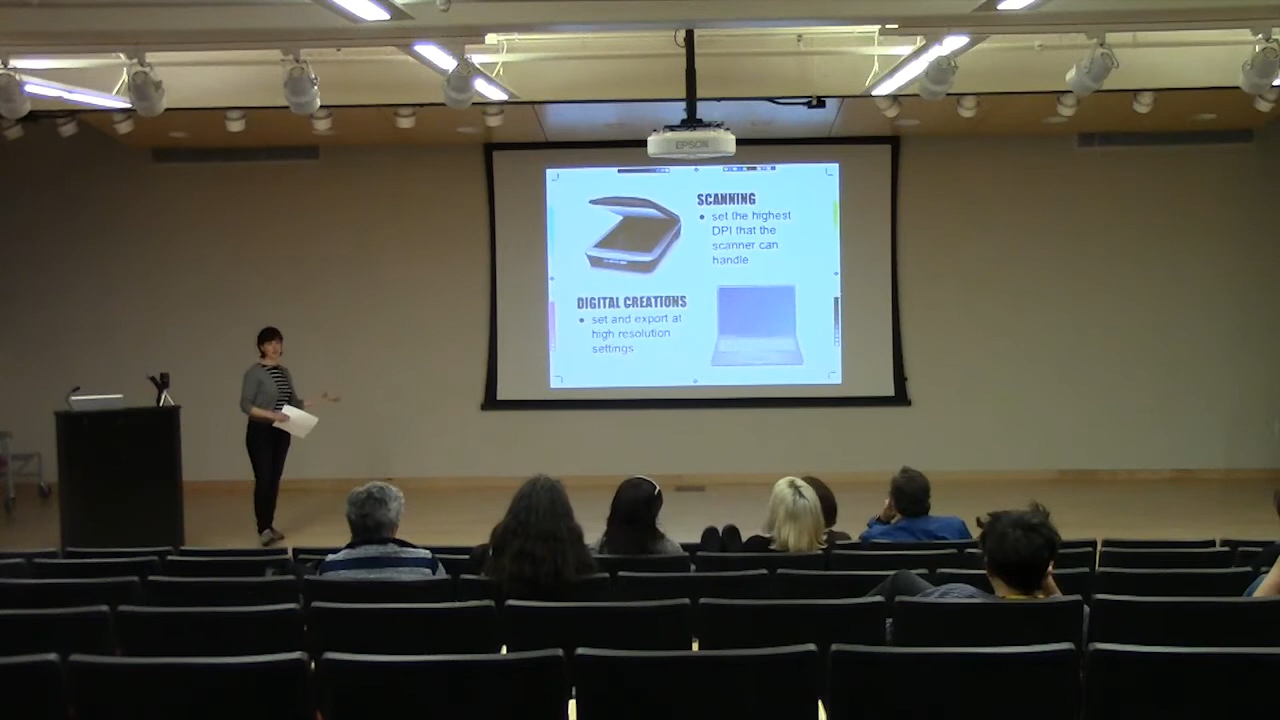 EPSON
SCANNING
• set the highest
DPI that the
scanner can
handle
DIGITAL CREATIONS
• set and export at
high resolution
settings